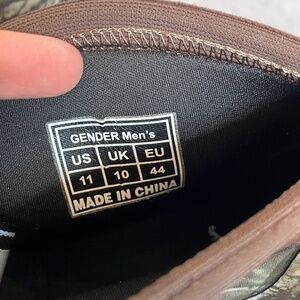 GENDER Men's
US UK EU
11 10 44
MADE IN CHINA